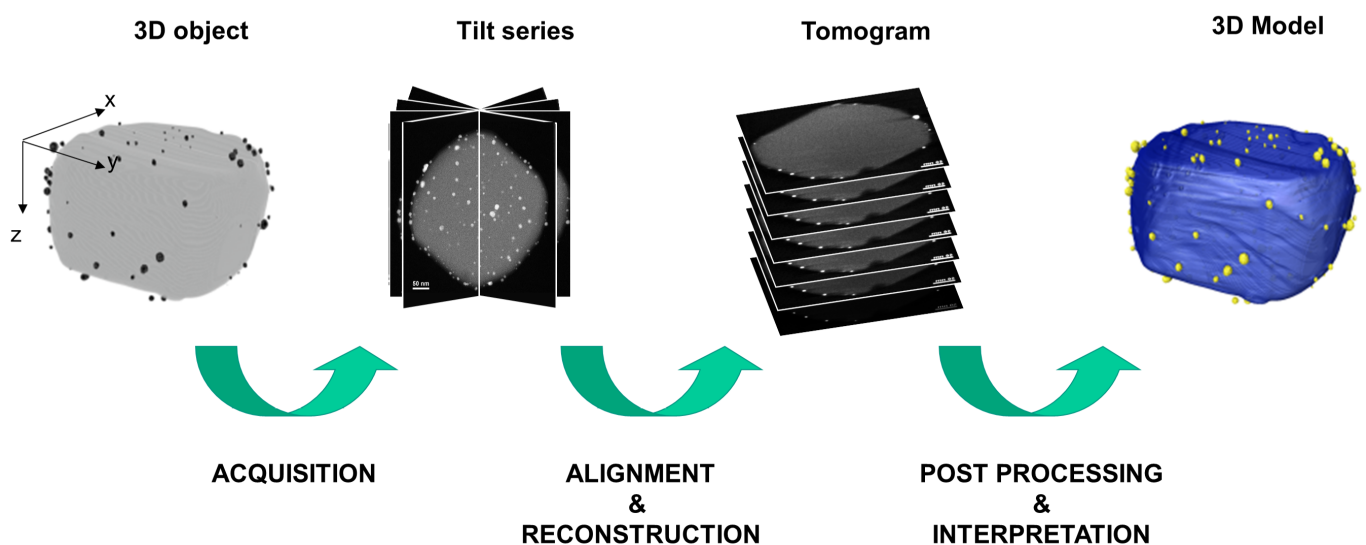 3D object
Tilt series
Tomogram
3D Model
x
y
z
50 nm
ACQUISITION
ALIGNMENT
&
RECONSTRUCTION
POST PROCESSING
&
INTERPRETATION